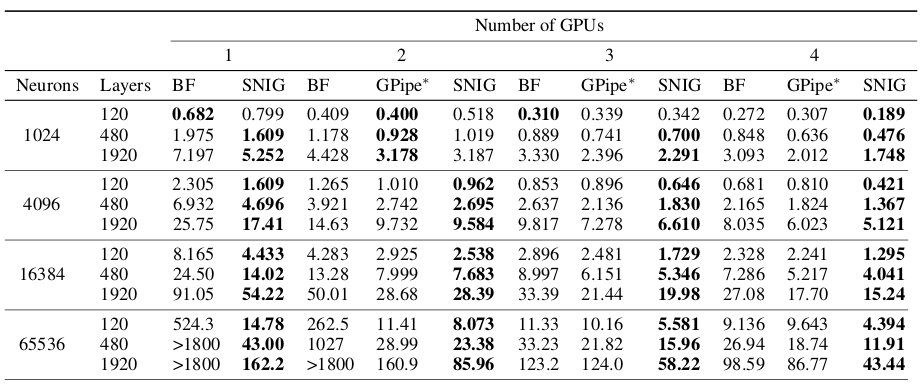 Number of GPUs
1 2 3 4
Neurons Layers BF SNIG BF GPipe* SNIG BF GPipe* SNIG BF GPipe* SNIG
120 0.682 0.799 0.409 0.400 0.518 0.310 0.339 0.342 0.272 0.307 0.189
1024 480 1.975 1.609 1.178 0.928 1.019 0.889 0.741 0.700 0.848 0.636 0.476
1920 7.197 5.252 4.428 3.178 3.187 3.330 2.396 2.291 3.093 2.012 1.748
120 2.305 1.609 1.265 1.010 0.962 0.853 0.896 0.646 0.681 0.810 0.421
4096 480 6.932 4.696 3.921 2.742 2.695 2.637 2.136 1.830 2.165 1.824 1.367
1920 25.75 17.41 14.63 9.732 9.584 9.817 7.278 6.610 8.035 6.023 5.121
120 8.165 4.433 4.283 2.925 2.538 2.896 2.481 1.729 2.328 2.241 1.295
16384 480 24.50 14.02 13.28 7.999 7.683 8.997 6.151 5.346 7.286 5.217 4.041
1920 91.05 54.22 50.01 28.68 28.39 33.39 21.44 19.98 27.08 17.70 15.24
120 524.3 14.78 262.5 11.41 8.073 11.33 10.16 5.581 9.136 9.643 4.394
65536 480 >1800 43.00 1027 28.99 23.38 33.23 21.82 15.96 26.94 18.74 11.91
1920 >1800 162.2 >1800 160.9 85.96 123.2 124.0 58.22 98.59 86.77 43.44